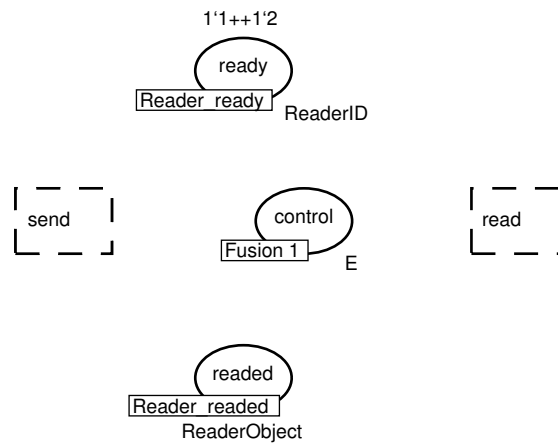 1‘1++1‘2
ready
Reader_ready
ReaderID
send
control
read
Fusion 1
E
readed
Reader_readed
ReaderObject